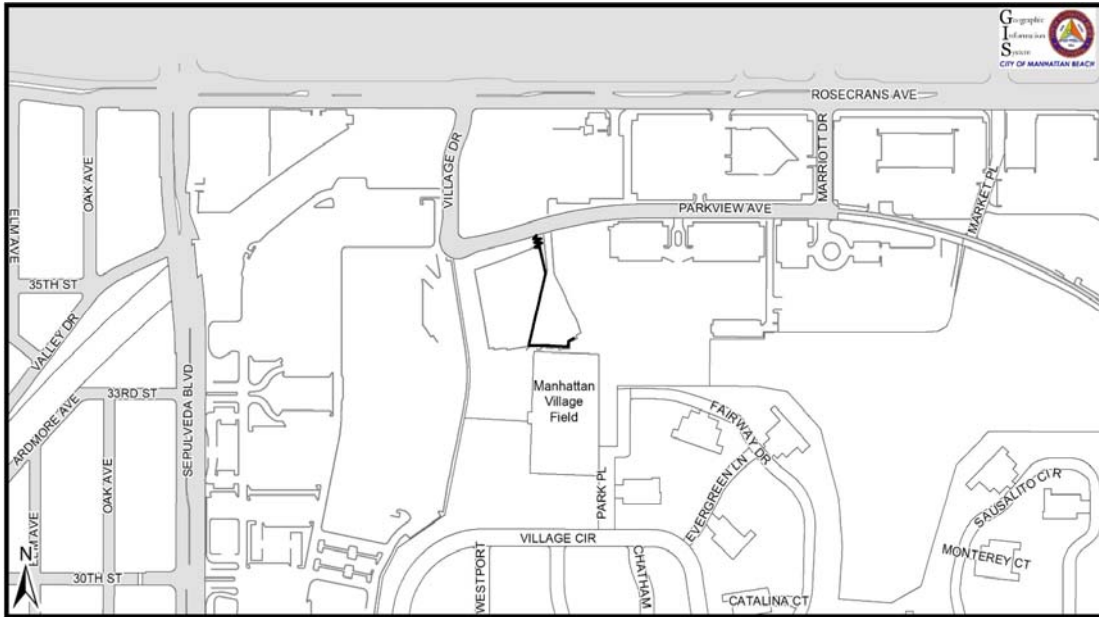 Geographic
Information
System
CITY OF MANHATTAN BEACH
ROSECRANS AVE
OAK AVE
VILLAGE DR
MARRIOTT DR
MARKET PL
ELM AVE
PARKVIEW AVE
35TH ST
VALLEY DR
SEPULVEDA BLVD
33RD ST
ARDMORE AVE
Manhattan
Village
Field
FAIRWAY DR
OAK AVE
EVERGREEN LN
PARK PL
SAUSALITO CIR
ELM AVE
N
VILLAGE CIR
MONTEREY CT
30TH ST
WESTPORT
CHATHAM
CATALINA CT